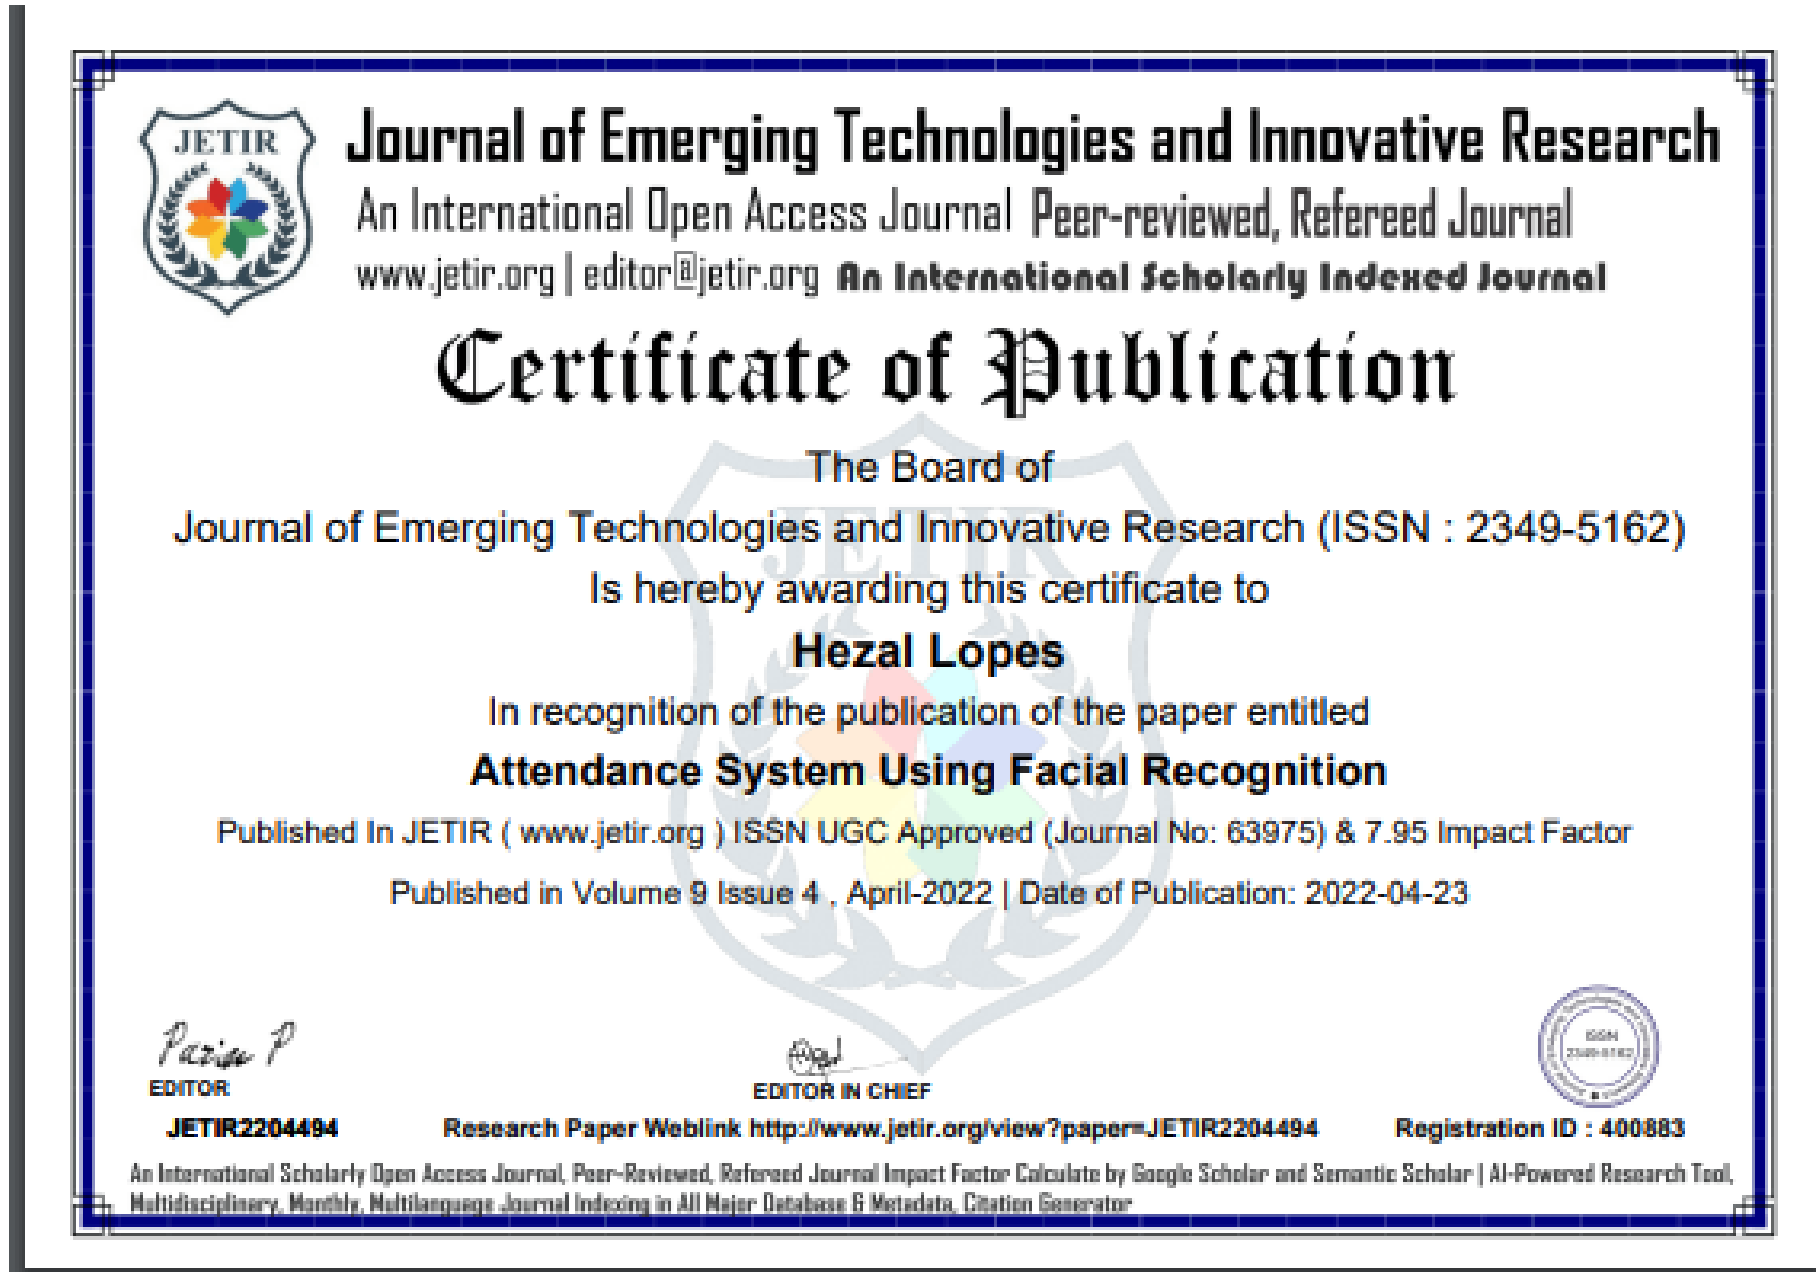 JETIR
Journal of Emerging Technologies and Innovative Research
An International Open Access Journal Peer-reviewed, Refereed Journal
www.jetir.org | editor@jetir.org An International Scholarly Indexed Journal
Certificate of Publication
The Board of
Journal of Emerging Technologies and Innovative Research (ISSN : 2349-5162)
Is hereby awarding this certificate to
Hezal Lopes
In recognition of the publication of the paper entitled
Attendance System Using Facial Recognition
Published In JETIR ( www.jetir.org ) ISSN UGC Approved (Journal No: 63975) & 7.95 Impact Factor
Published in Volume 9 Issue 4 , April-2022 | Date of Publication: 2022-04-23
JETIR
ISSN
2349-5162
EDITOR
EDITOR IN CHIEF
JETIR2204494 Research Paper Weblink http://www.jetir.org/view?paper=JETIR2204494 Registration ID : 400883
An International Scholarly Open Access Journal, Peer-Reviewed, Refereed Journal Impact Factor Calculate by Google Scholar and Semantic Scholar | AI-Powered Research Tool,
Multidisciplinary, Monthly, Multilanguage Journal Indexing in All Major Database & Metadata, Citation Generator